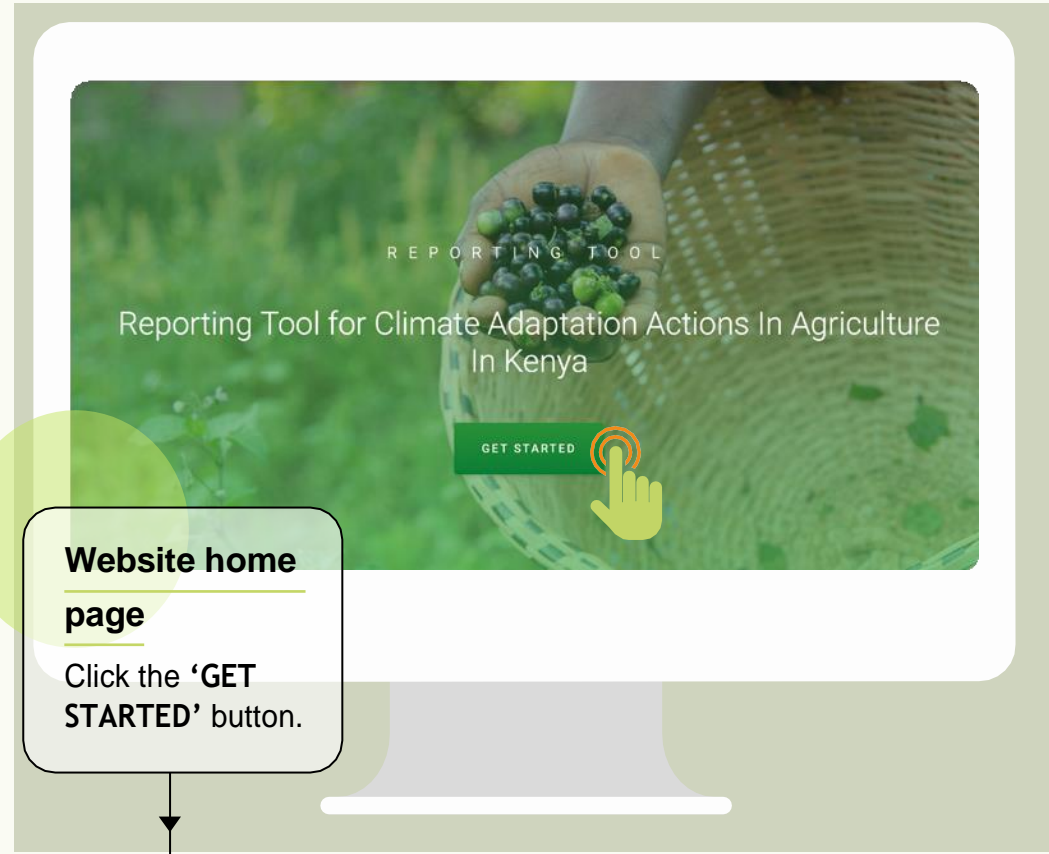 REPORTING TOOL
Reporting Tool for Climate Adaptation Actions In Agriculture
In Kenya
GET STARTED
Website home
page
Click the ‘GET
STARTED’ button.